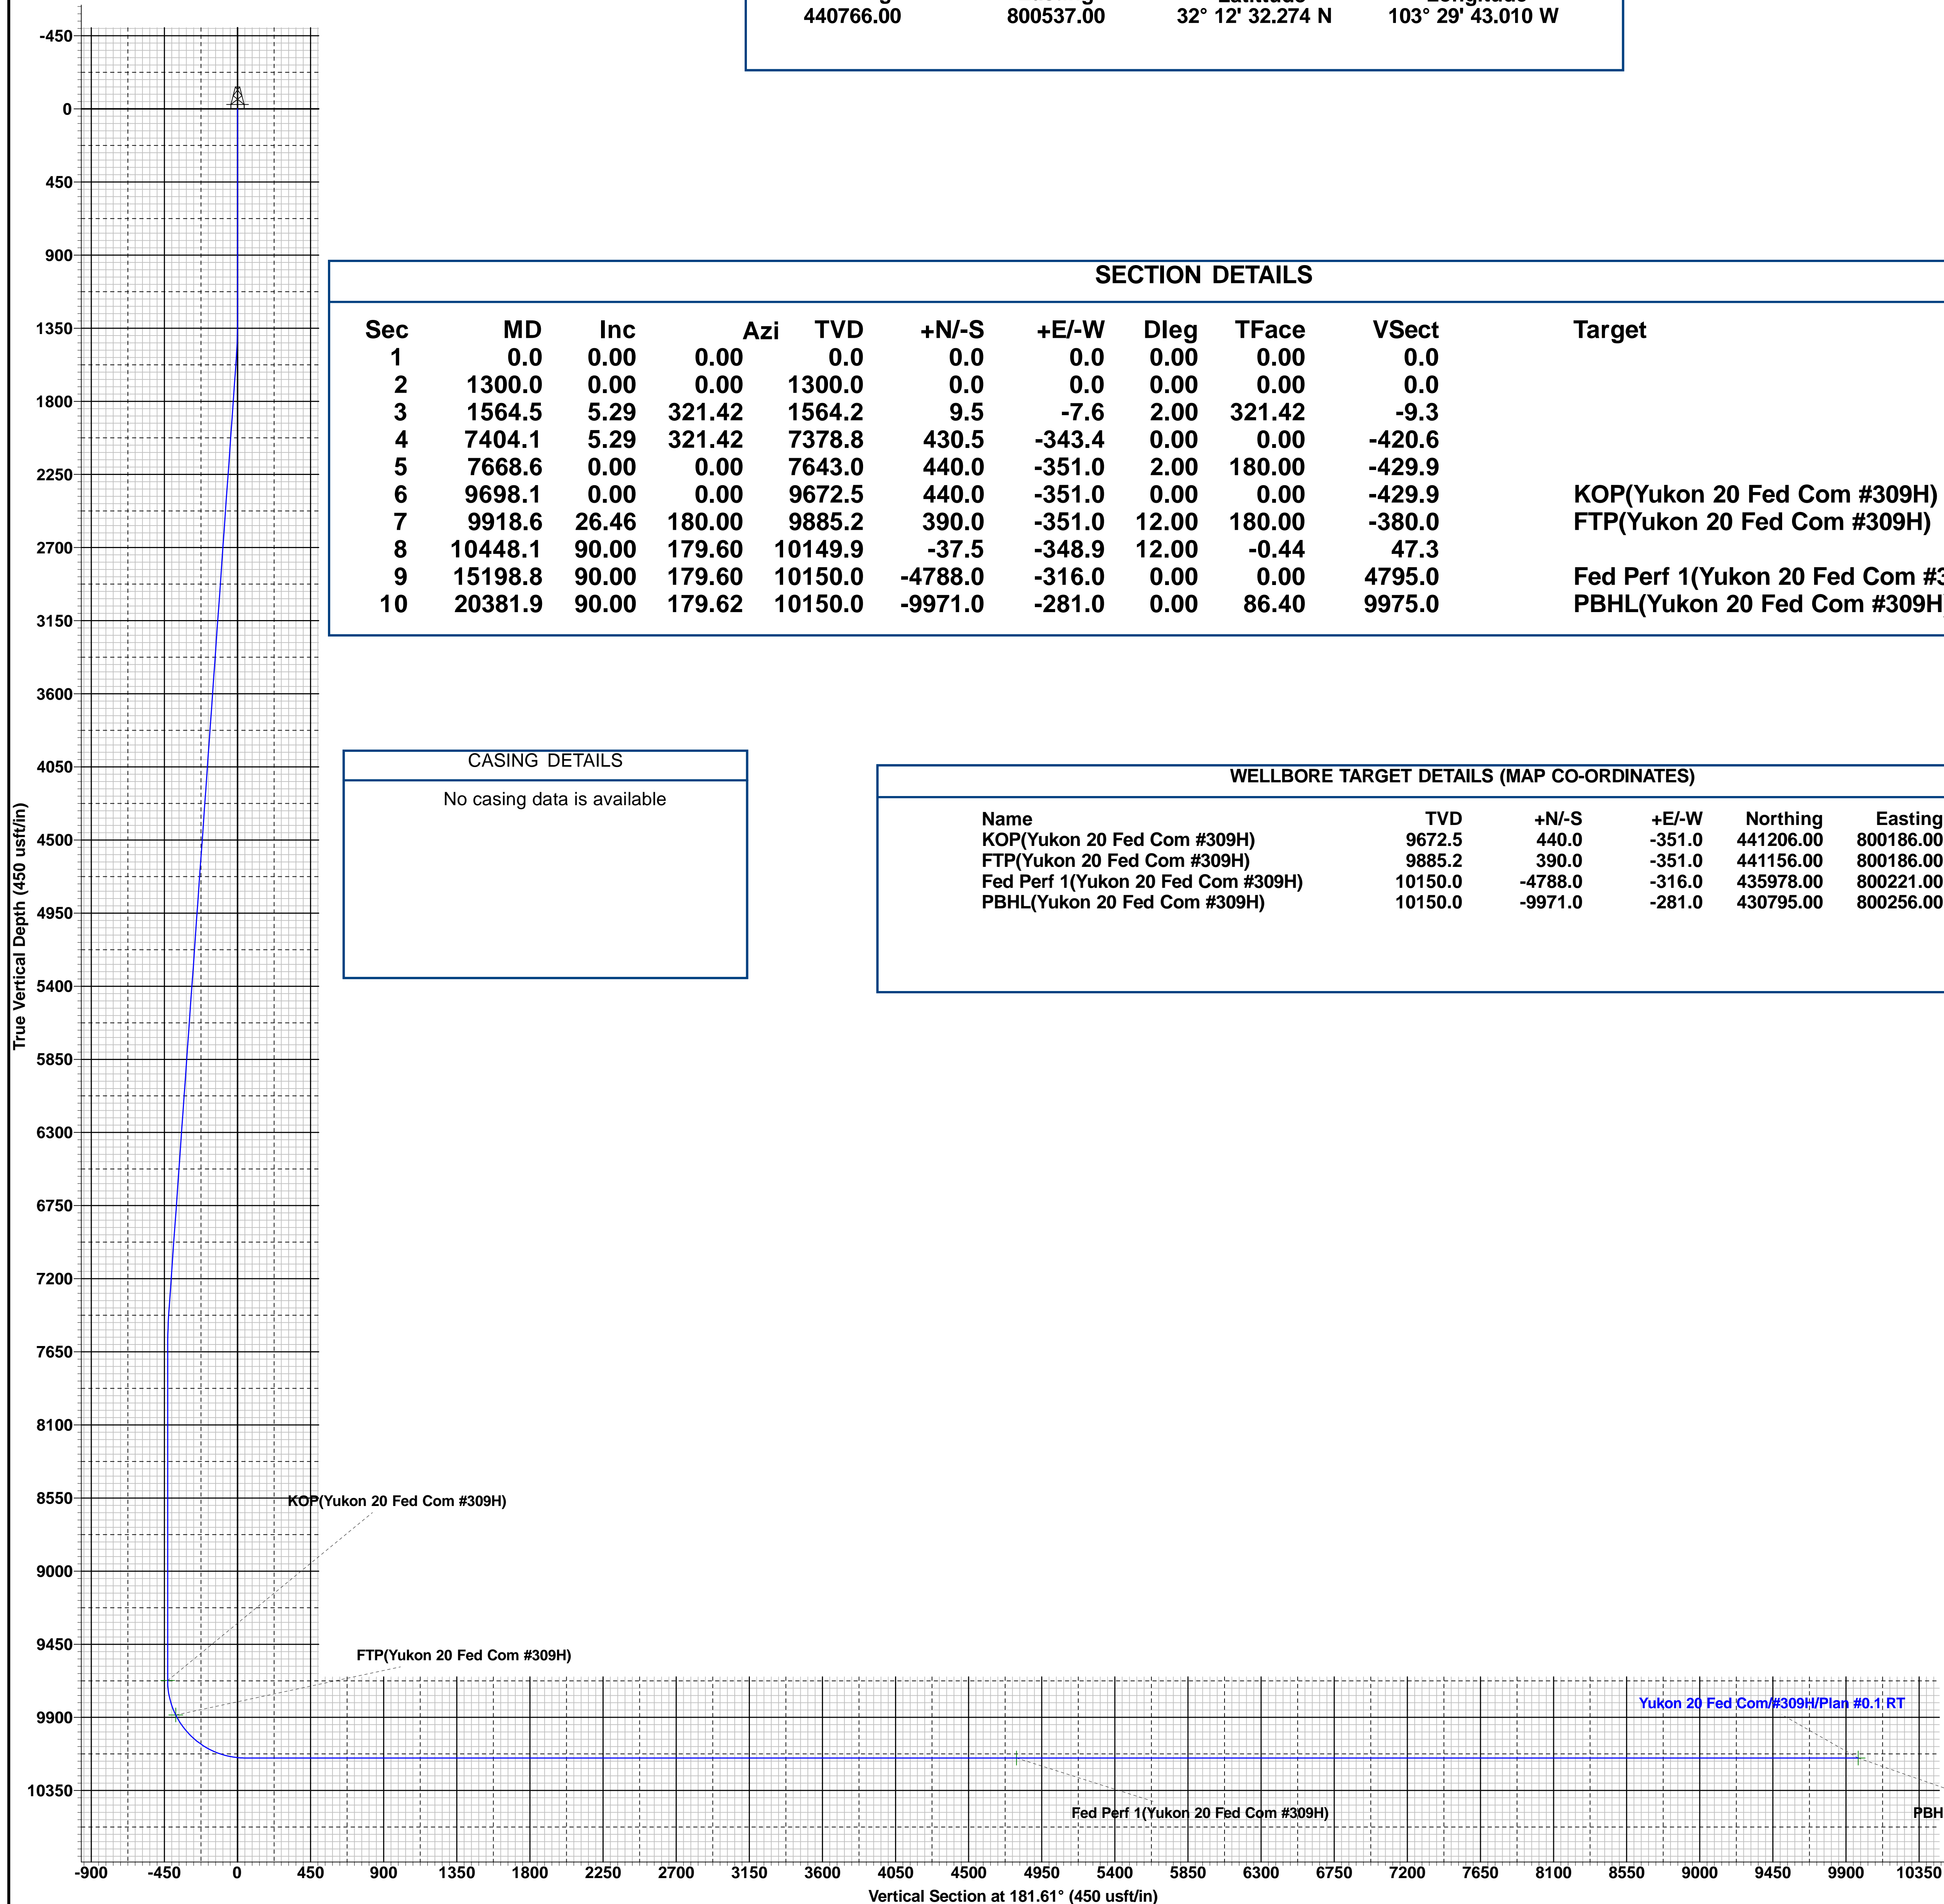 440766.00 800537.00 32° 12' 32.274 N 103° 29' 43.010 W
SECTION DETAILS
Sec MD Inc Azi TVD +N/-S +E/-W Dleg TFace VSect Target
1 0.0 0.00 0.00 0.0 0.0 0.0 0.00 0.00 0.0
2 1300.0 0.00 0.00 1300.0 0.0 0.0 0.00 0.00 0.0
3 1564.5 5.29 321.42 1564.2 9.5 -7.6 2.00 321.42 -9.3
4 7404.1 5.29 321.42 7378.8 430.5 -343.4 0.00 0.00 -420.6
5 7668.6 0.00 0.00 7643.0 440.0 -351.0 2.00 180.00 -429.9
6 9698.1 0.00 0.00 9672.5 440.0 -351.0 0.00 0.00 -429.9 KOP(Yukon 20 Fed Com #309H)
7 9918.6 26.46 180.00 9885.2 390.0 -351.0 12.00 180.00 -380.0 FTP(Yukon 20 Fed Com #309H)
8 10448.1 90.00 179.60 10149.9 -37.5 -348.9 12.00 -0.44 47.3
9 15198.8 90.00 179.60 10150.0 -4788.0 -316.0 0.00 0.00 4795.0 Fed Perf 1(Yukon 20 Fed Com
10 20381.9 90.00 179.62 10150.0 -9971.0 -281.0 0.00 86.40 9975.0 PBHL(Yukon 20 Fed Com #309H
CASING DETAILS
No casing data is available
WELLBORE TARGET DETAILS (MAP CO-ORDINATES)
Name TVD +N/-S +E/-W Northing Easting
KOP(Yukon 20 Fed Com #309H) 9672.5 440.0 -351.0 441206.00 800186.00
FTP(Yukon 20 Fed Com #309H) 9885.2 390.0 -351.0 441156.00 800186.00
Fed Perf 1(Yukon 20 Fed Com #309H) 10150.0 -4788.0 -316.0 435978.00 800221.00
PBHL(Yukon 20 Fed Com #309H) 10150.0 -9971.0 -281.0 430795.00 800256.00
True Vertical Depth (450 usft/in)
-450
0
450
900
1350
1800
2250
2700
3150
3600
4050
4500
4950
5400
5850
6300
6750
7200
7650
8100
8550
9000
9450
9900
10350
KOP(Yukon 20 Fed Com #309H)
FTP(Yukon 20 Fed Com #309H)
Yukon 20 Fed Com/#309H/Plan #0.1 RT
Fed Perf 1(Yukon 20 Fed Com #309H)
PBH
-900 -450 0 450 900 1350 1800 2250 2700 3150 3600 4050 4500 4950 5400 5850 6300 6750 7200 7650 8100 8550 9000 9450 9900 10350
Vertical Section at 181.61° (450 usft/in)